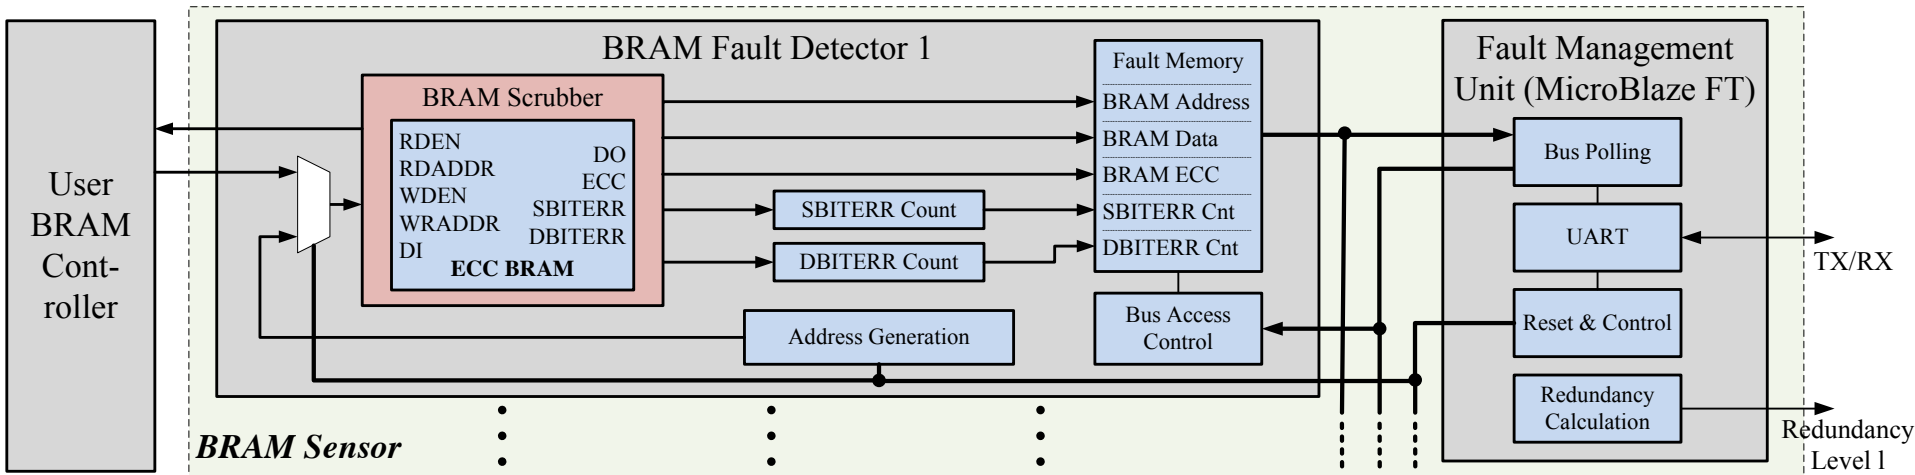 User
BRAM
Cont-
roller
BRAM Fault Detector 1
BRAM Scrubber
RDEN
RDADDR
WDEN
WRADDR
DI
DO
ECC
SBITERR
DBITERR
ECC BRAM
SBITERR Count
DBITERR Count
Address Generation
Fault Memory
BRAM Address
BRAM Data
BRAM ECC
SBITERR Cnt
DBITERR Cnt
Bus Access
Control
Fault Management
Unit (MicroBlaze FT)
Bus Polling
UART
Reset & Control
Redundancy
Calculation
TX/RX
Redundancy
Level l
BRAM Sensor